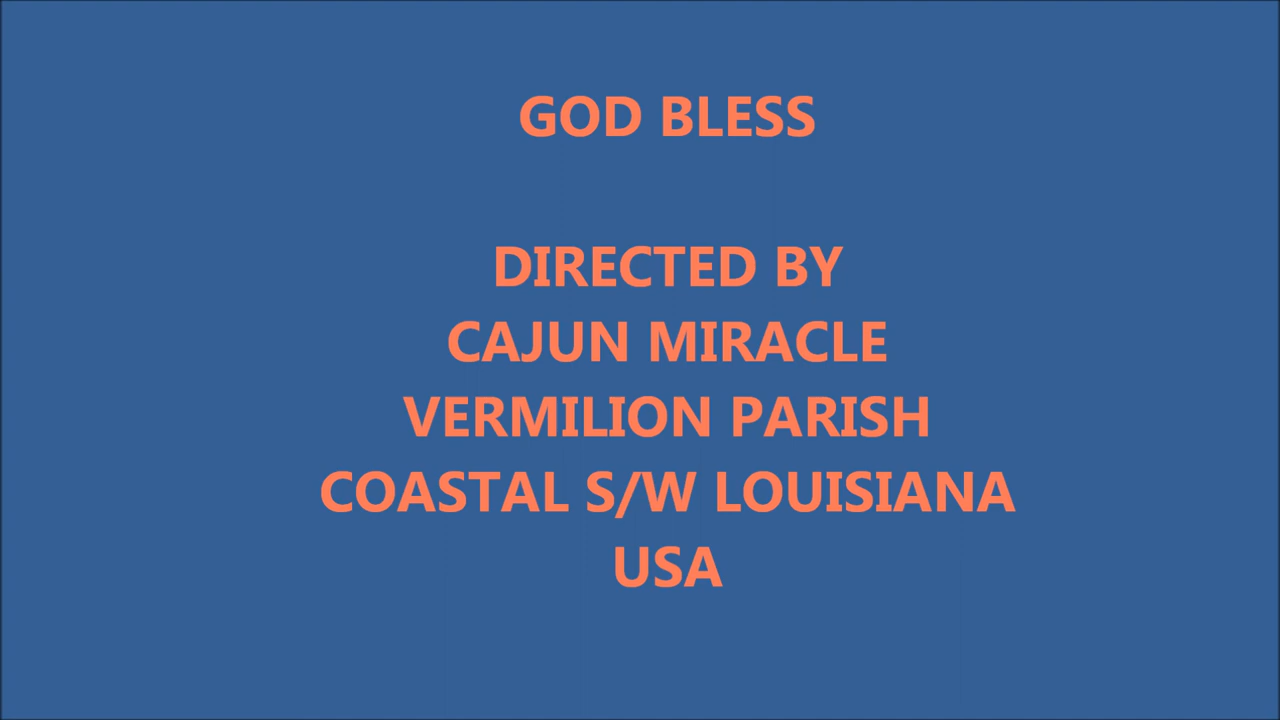 GOD BLESS
DIRECTED BY
CAJUN MIRACLE
VERMILION PARISH
COASTAL S/W LOUISIANA
USA